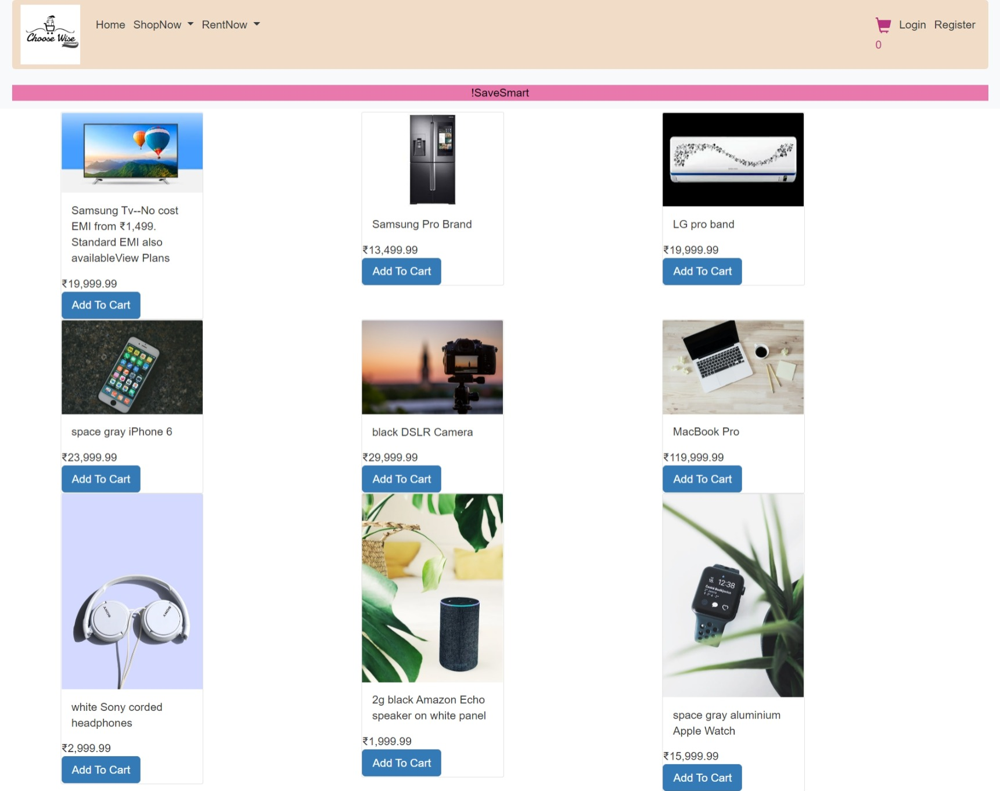 Choose Wise
Home ShopNow RentNow
Login Register
0
!SaveSmart
Samsung Tv--No cost
EMI from ₹1,499.
Standard EMI also
availableView Plans
₹19,999.99
Add To Cart
Samsung Pro Brand
₹13,499.99
Add To Cart
LG pro band
₹19,999.99
Add To Cart
space gray iPhone 6
₹23,999.99
Add To Cart
black DSLR Camera
₹29,999.99
Add To Cart
MacBook Pro
₹119,999.99
Add To Cart
SONY
SONY
white Sony corded
headphones
₹2,999.99
Add To Cart
2g black Amazon Echo
speaker on white panel
₹1,999.99
Add To Cart
12:38
České Budějovice
space gray aluminium
Apple Watch
₹15,999.99
Add To Cart